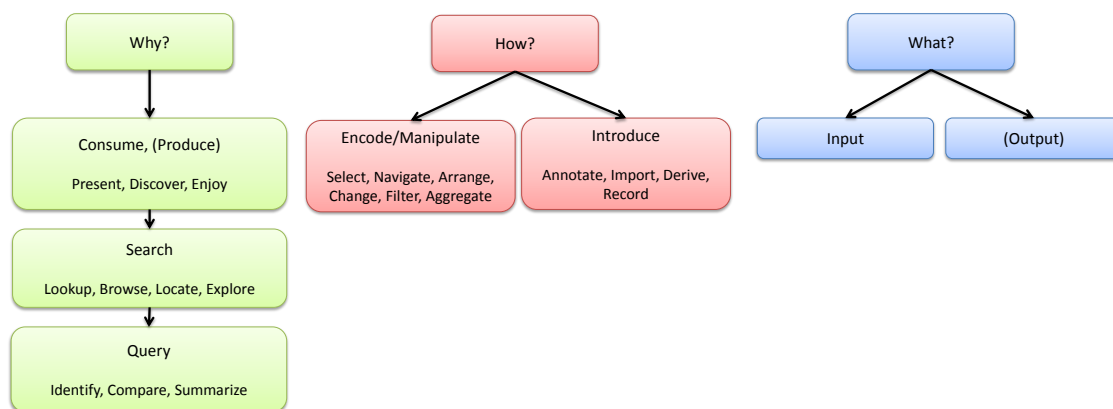 Why?
Consume, (Produce)
Present, Discover, Enjoy
Search
Lookup, Browse, Locate, Explore
Query
Identify, Compare, Summarize
How?
Encode/Manipulate
Select, Navigate, Arrange,
Change, Filter, Aggregate
Introduce
Annotate, Import, Derive,
Record
What?
Input
(Output)